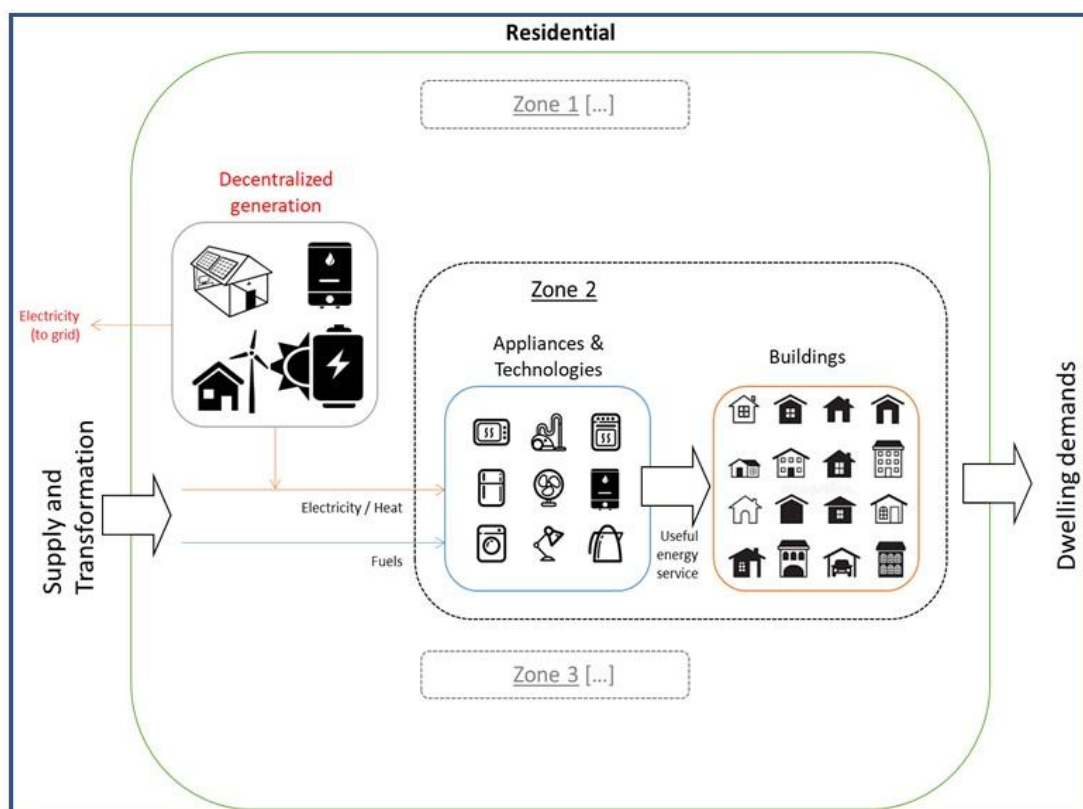 Residential
Zone 1 [...]
Decentralized
generation
Electricity
(to grid)
Zone 2
Appliances &
Technologies
Buildings
Supply and
Transformation
Electricity / Heat
Fuels
Useful
energy
service
Dwelling demands
Zone 3 [...]